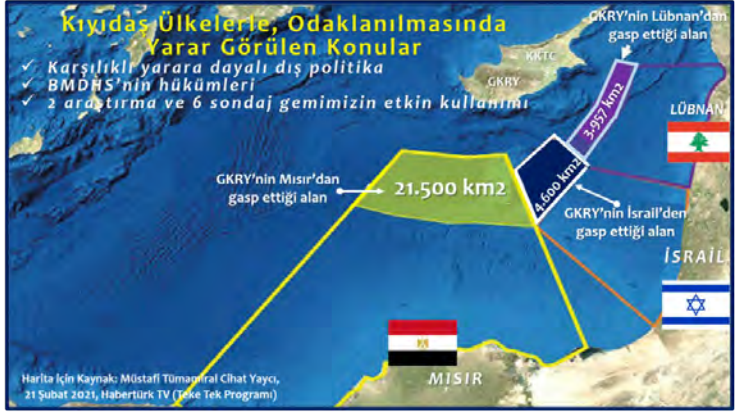 Kıyıdaş Ülkelerle, Odaklanılmasında
Yarar Görülen Konular
✓ Karşılıklı yarara dayalı dış politika
✓ BMDHS'nin hükümleri
✓ 2 araştırma ve 6 sondaj gemimizin etkin kullanımı
GKRY'nin Lübnan'dan
gasp ettiği alan
KKTC
GKRY
3.957 km2
LÜBNAN
GKRY'nin Mısır'dan
gasp ettiği alan
21.500 km2
4.600 km2
GKRY'nin İsrail'den
gasp ettiği alan
İSRAİL
MISIR
Harita İçin Kaynak: Müstafi Tümamiral Cihat Yaycı,
21 Şubat 2021, Habertürk TV (Teke Tek Programı)